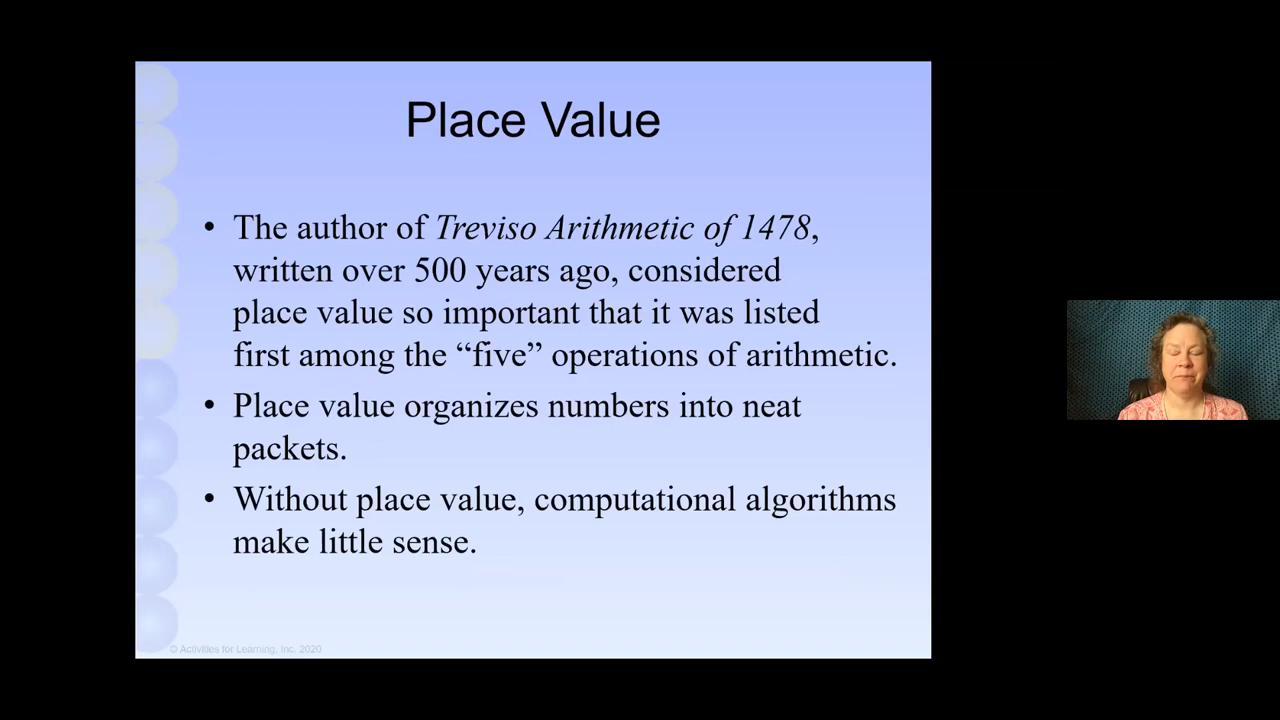 Place Value
• The author of Treviso Arithmetic of 1478,
written over 500 years ago, considered
place value so important that it was listed
first among the “five” operations of arithmetic.
• Place value organizes numbers into neat
packets.
• Without place value, computational algorithms
make little sense.
© Activities for Learning, Inc. 2020